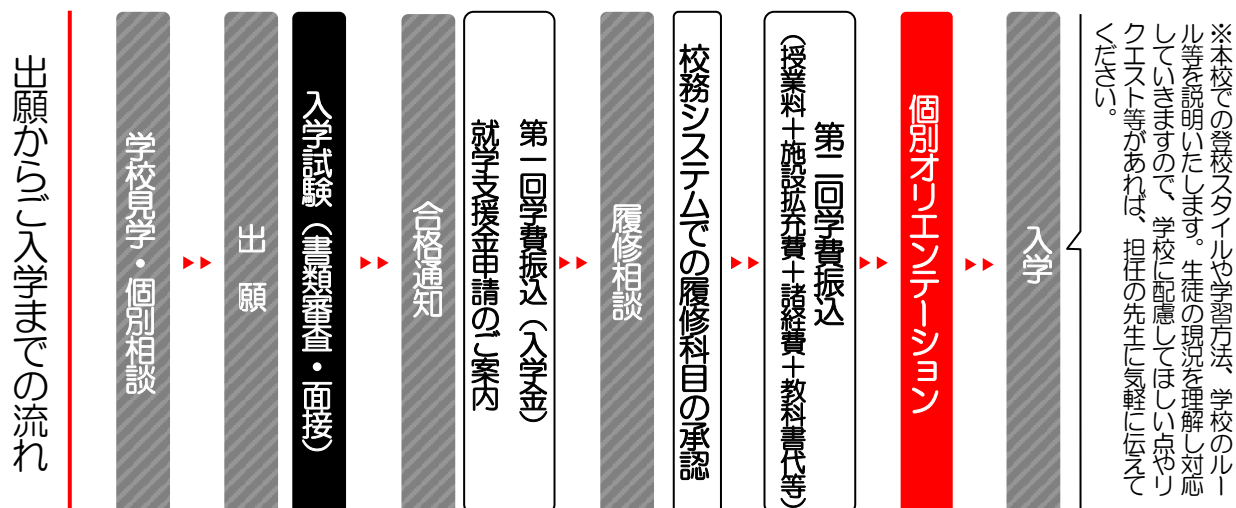 出願からご入学までの流れ
学校見学・個別相談
出願
入学試験（書類審査・面接）
合格通知
第一回学費振込（入学金）
就学支援金申請のご案内
履修相談
校務システムでの履修科目の承認
第二回学費振込
（授業料＋施設拡充費＋諸経費＋教科書代等）
個別オリエンテーション
入学
※本校での登校スタイルや学習方法、学校のルー
ル等を説明いたします。生徒の現況を理解し対応
していきますので、学校に配慮してほしい点やリ
クエスト等があれば、担任の先生に気軽に伝えて
ください。